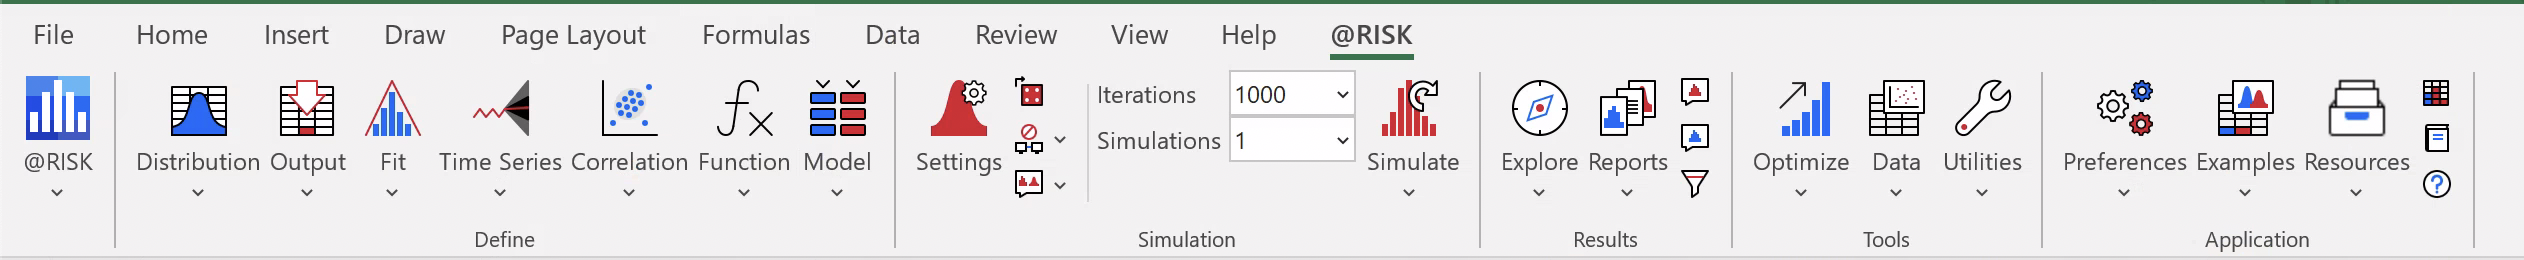 File Home Insert Draw Page Layout Formulas Data Review View Help @RISK
Iterations 1000
Simulations 1
@RISK Distribution Output Fit Time Series Correlation Function Model Settings Simulate Explore Reports Optimize Data Utilities Preferences Examples Resources
Define Simulation Results Tools Application